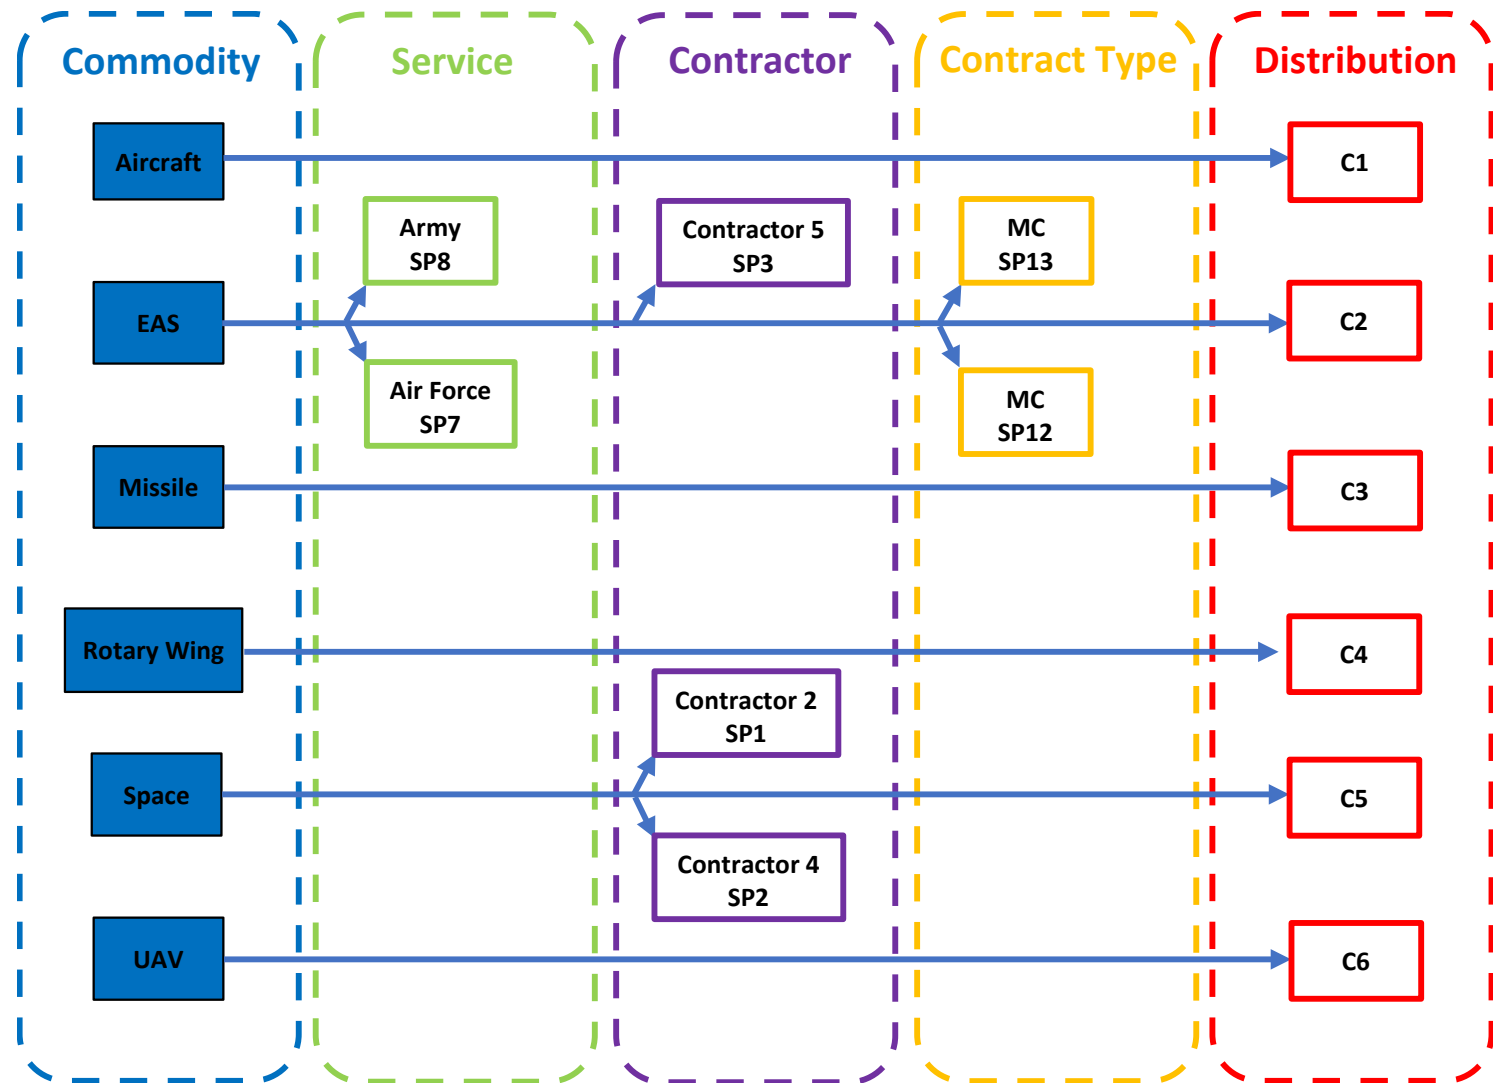 Commodity
Service
Contractor
Contract Type
Distribution
Aircraft
C1
Army
SP8
Contractor 5
SP3
MC
SP13
EAS
C2
Air Force
SP7
MC
SP12
Missile
C3
Rotary Wing
C4
Contractor 2
SP1
Space
C5
Contractor 4
SP2
UAV
C6